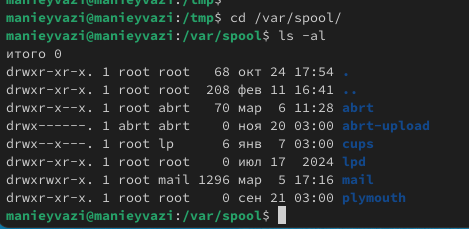 manieyvazi@manieyvazi:/tmp$
manieyvazi@manieyvazi:/tmp$ cd /var/spool/
manieyvazi@manieyvazi:/var/spool$ ls -al
итого 0
drwxr-xr-x. 1 root root   68 окт 24 17:54 .
drwxr-xr-x. 1 root root  208 фев 11 16:41 ..
drwxr-x--x. 1 root abrt   70 мар  6 11:28 abrt
drwx------. 1 abrt abrt    0 ноя 20 03:00 abrt-upload
drwx--x---. 1 root lp      6 янв  7 03:00 cups
drwxr-xr-x. 1 root root    0 июл 17  2024 lpd
drwxrwxr-x. 1 root mail 1296 мар  5 17:16 mail
drwxr-xr-x. 1 root root    0 сен 21 03:00 plymouth
manieyvazi@manieyvazi:/var/spool$